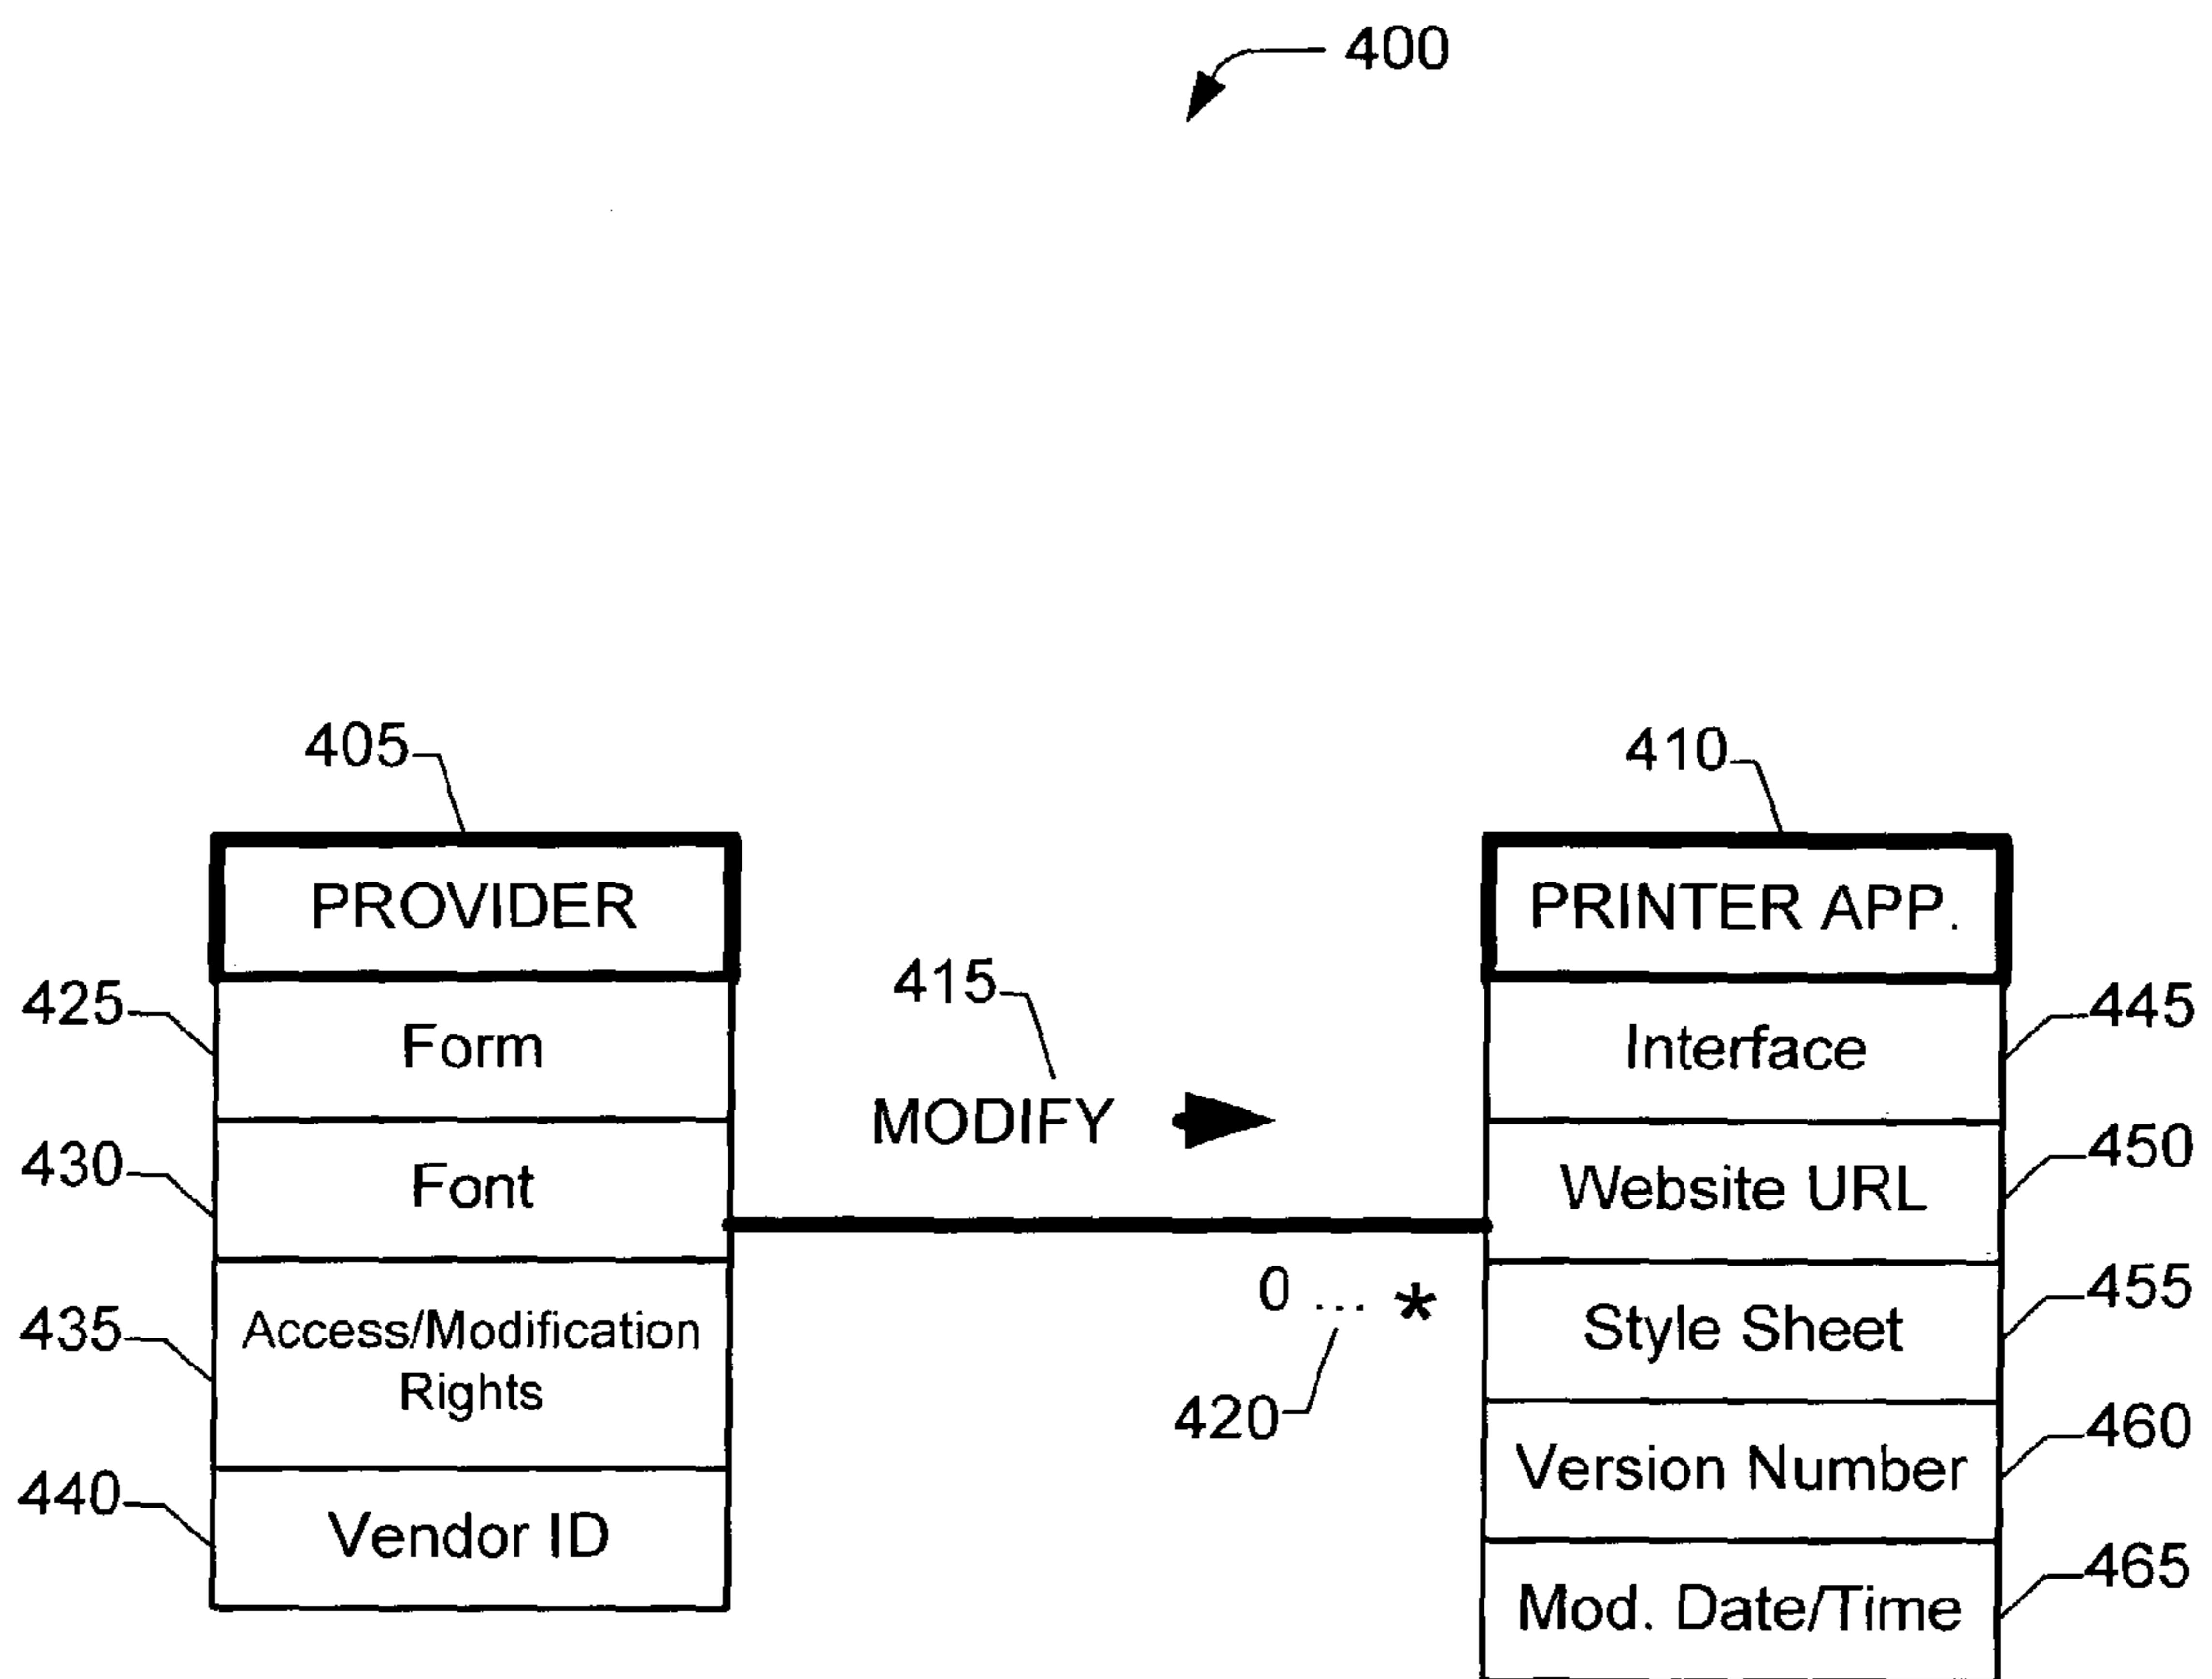 400
405
410
PROVIDER
PRINTER APP.
425
Form
415
Interface
445
MODIFY
430
Font
Website URL
450
0 ... *
435
Access/Modification
Rights
420
Style Sheet
455
Version Number
460
440
Vendor ID
Mod. Date/Time
465